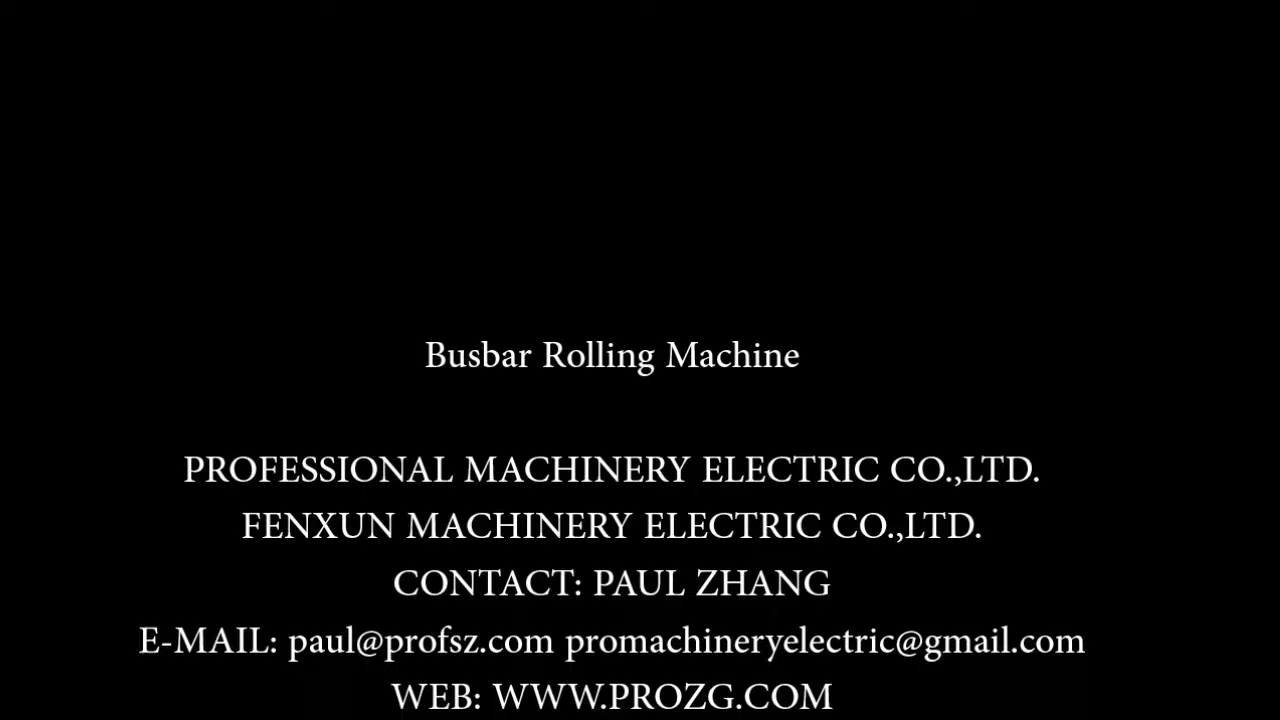 Busbar Rolling Machine
PROFESSIONAL MACHINERY ELECTRIC CO.,LTD.
FENXUN MACHINERY ELECTRIC CO.,LTD.
CONTACT: PAUL ZHANG
E-MAIL: paul@profsz.com promachineryelectric@gmail.com
WEB: WWW.PROZG.COM